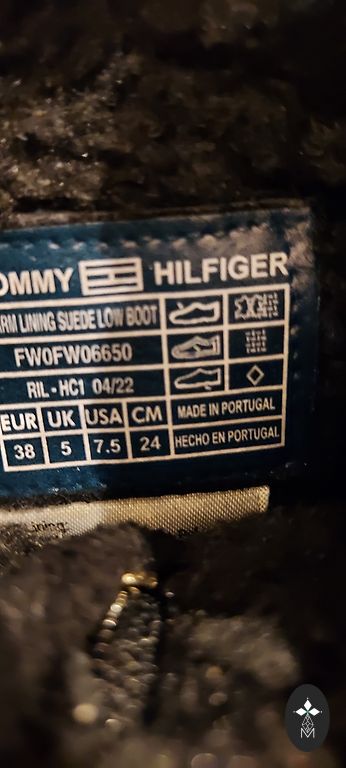 OMMY HILFIGER
ARM LINING SUEDE LOW BOOT
FW0FW06650
RIL - HC1 04/22
EUR UK USA CM MADE IN PORTUGAL
38 5 7.5 24 HECHO EN PORTUGAL
Lining:
M